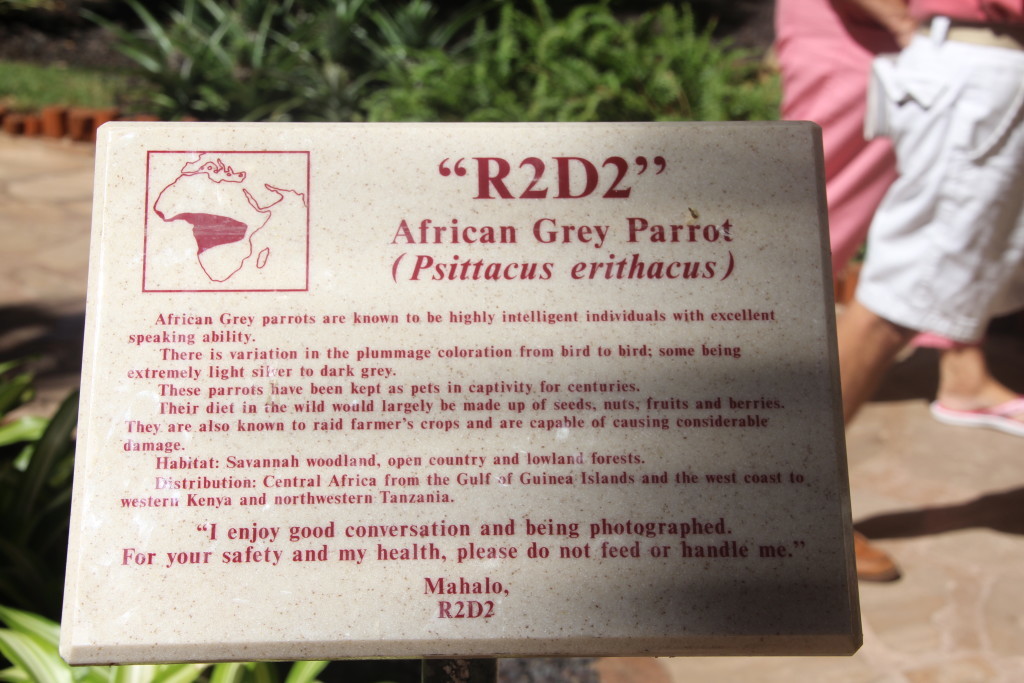 “R2D2”
African Grey Parrot
(Psittacus erithacus)
African Grey parrots are known to be highly intelligent individuals with excellent
speaking ability.
There is variation in the plummage coloration from bird to bird; some being
extremely light silver to dark grey.
These parrots have been kept as pets in captivity for centuries.
Their diet in the wild would largely be made up of seeds, nuts, fruits and berries.
They are also known to raid farmer's crops and are capable of causing considerable
damage.
Habitat: Savannah woodland, open country and lowland forests.
Distribution: Central Africa from the Gulf of Guinea Islands and the west coast to
western Kenya and northwestern Tanzania.
“I enjoy good conversation and being photographed.
For your safety and my health, please do not feed or handle me.”
Mahalo,
R2D2